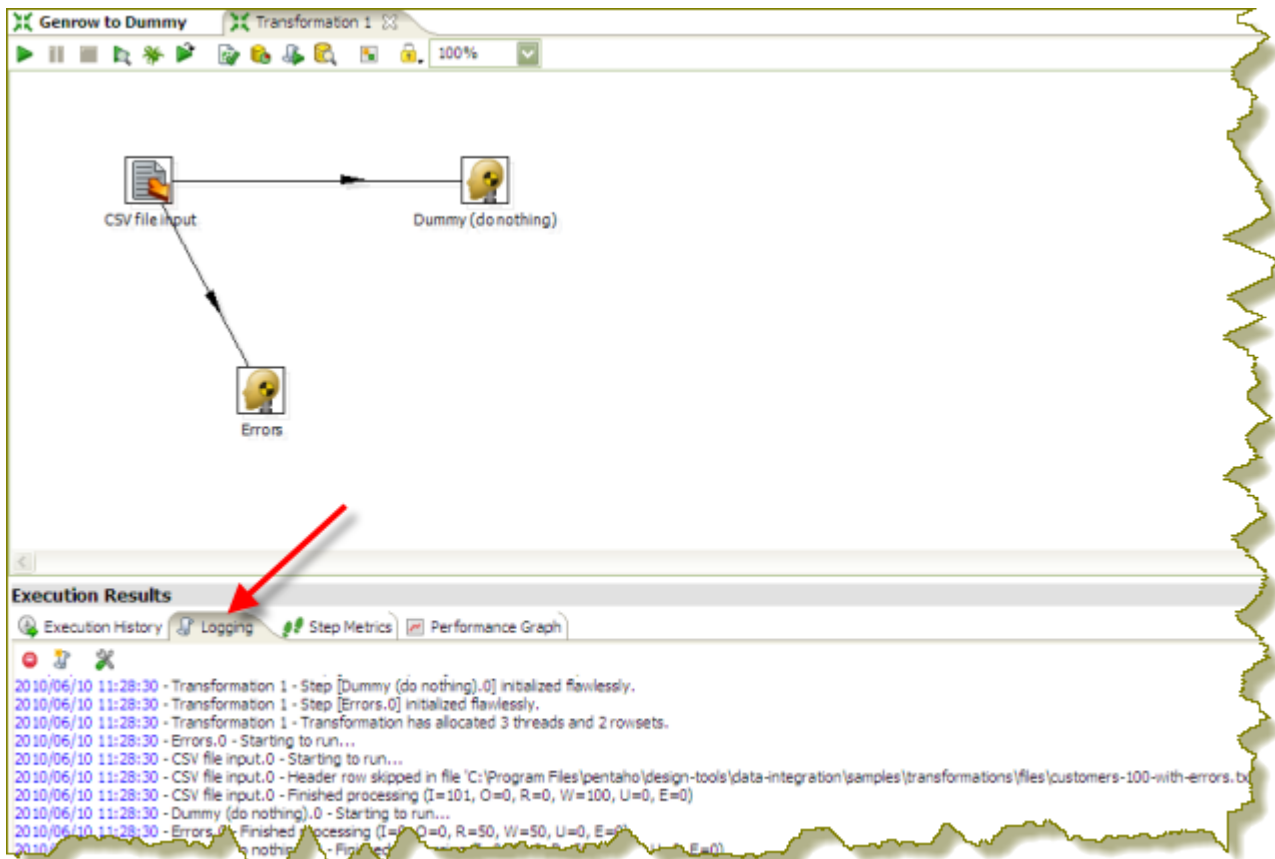 Genrow to Dummy Transformation 1
100%
CSV file input
Dummy (do nothing)
Errors
Execution Results
Execution History Logging Step Metrics Performance Graph
2010/06/10 11:28:30 - Transformation 1 - Step [Dummy (do nothing).0] initialized flawlessly.
2010/06/10 11:28:30 - Transformation 1 - Step [Errors.0] initialized flawlessly.
2010/06/10 11:28:30 - Transformation 1 - Transformation has allocated 3 threads and 2 rowsets.
2010/06/10 11:28:30 - Errors.0 - Starting to run...
2010/06/10 11:28:30 - CSV file input.0 - Starting to run...
2010/06/10 11:28:30 - CSV file input.0 - Header row skipped in file 'C:\Program Files\pentaho\design-tools\data-integration\samples\transformations\files\customers-100-with-errors.tx
2010/06/10 11:28:30 - CSV file input.0 - Finished processing (I=101, O=0, R=0, W=100, U=0, E=0)
2010/06/10 11:28:30 - Dummy (do nothing).0 - Starting to run...
2010/06/10 11:28:30 - Errors.0 - Finished processing (I=0, O=0, R=50, W=50, U=0, E=0)